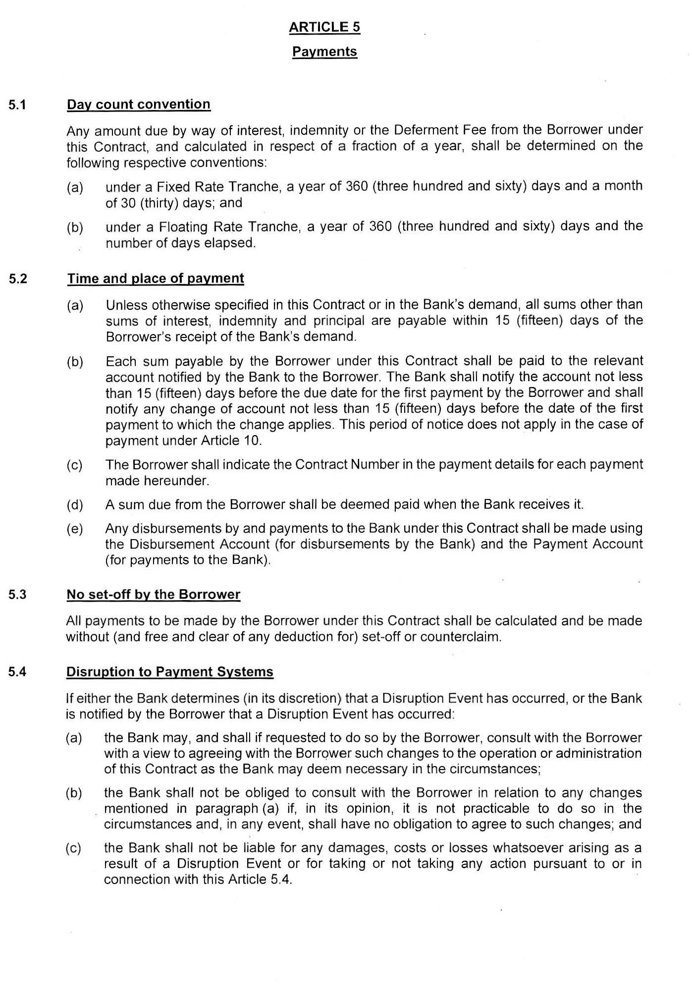 ARTICLE 5
Payments
5.1 Day count convention
Any amount due by way of interest, indemnity or the Deferment Fee from the Borrower under
this Contract, and calculated in respect of a fraction of a year, shall be determined on the
following respective conventions:
(a) under a Fixed Rate Tranche, a year of 360 (three hundred and sixty) days and a month
of 30 (thirty) days; and
(b) under a Floating Rate Tranche, a year of 360 (three hundred and sixty) days and the
number of days elapsed.
5.2 Time and place of payment
(a) Unless otherwise specified in this Contract or in the Bank's demand, all sums other than
sums of interest, indemnity and principal are payable within 15 (fifteen) days of the
Borrower's receipt of the Bank's demand.
(b) Each sum payable by the Borrower under this Contract shall be paid to the relevant
account notified by the Bank to the Borrower. The Bank shall notify the account not less
than 15 (fifteen) days before the due date for the first payment by the Borrower and shall
notify any change of account not less than 15 (fifteen) days before the date of the first
payment to which the change applies. This period of notice does not apply in the case of
payment under Article 10.
(c) The Borrower shall indicate the Contract Number in the payment details for each payment
made hereunder.
(d) A sum due from the Borrower shall be deemed paid when the Bank receives it.
(e) Any disbursements by and payments to the Bank under this Contract shall be made using
the Disbursement Account (for disbursements by the Bank) and the Payment Account
(for payments to the Bank).
5.3 No set-off by the Borrower
All payments to be made by the Borrower under this Contract shall be calculated and be made
without (and free and clear of any deduction for) set-off or counterclaim.
5.4 Disruption to Payment Systems
If either the Bank determines (in its discretion) that a Disruption Event has occurred, or the Bank
is notified by the Borrower that a Disruption Event has occurred:
(a) the Bank may, and shall if requested to do so by the Borrower, consult with the Borrower
with a view to agreeing with the Borrower such changes to the operation or administration
of this Contract as the Bank may deem necessary in the circumstances;
(b) the Bank shall not be obliged to consult with the Borrower in relation to any changes
mentioned in paragraph (a) if, in its opinion, it is not practicable to do so in the
circumstances and, in any event, shall have no obligation to agree to such changes; and
(c) the Bank shall not be liable for any damages, costs or losses whatsoever arising as a
result of a Disruption Event or for taking or not taking any action pursuant to or in
connection with this Article 5.4.